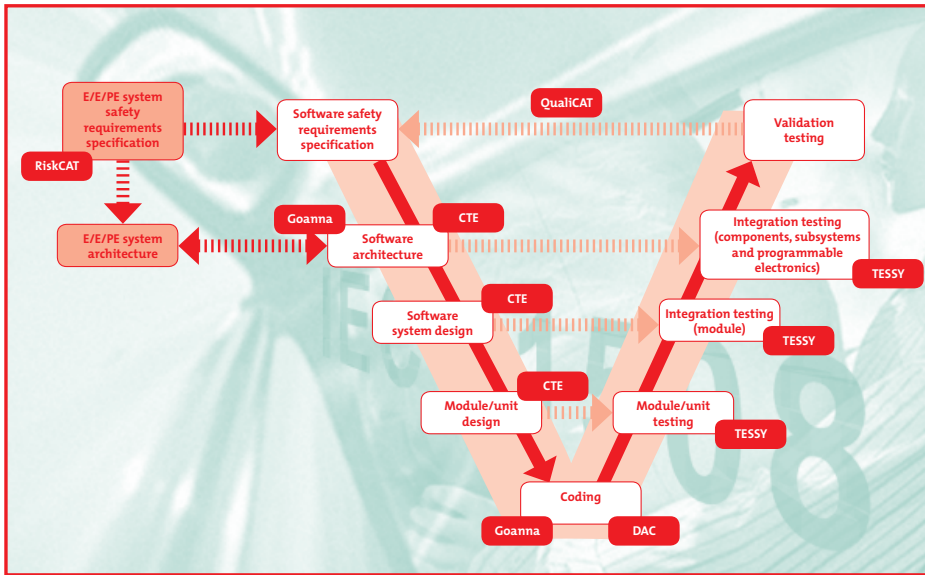 E/E/PE system
safety
requirements
specification
RiskCAT
Software safety
requirements
specification
QualiCAT
Validation
testing
E/E/PE system
architecture
Goanna
CTE
Software
architecture
Integration testing
(components, subsystems
and programmable
electronics)
TESSY
CTE
Software
system design
Integration testing
(module)
TESSY
CTE
Module/unit
design
Module/unit
testing
TESSY
Coding
Goanna
DAC
IEC 61508